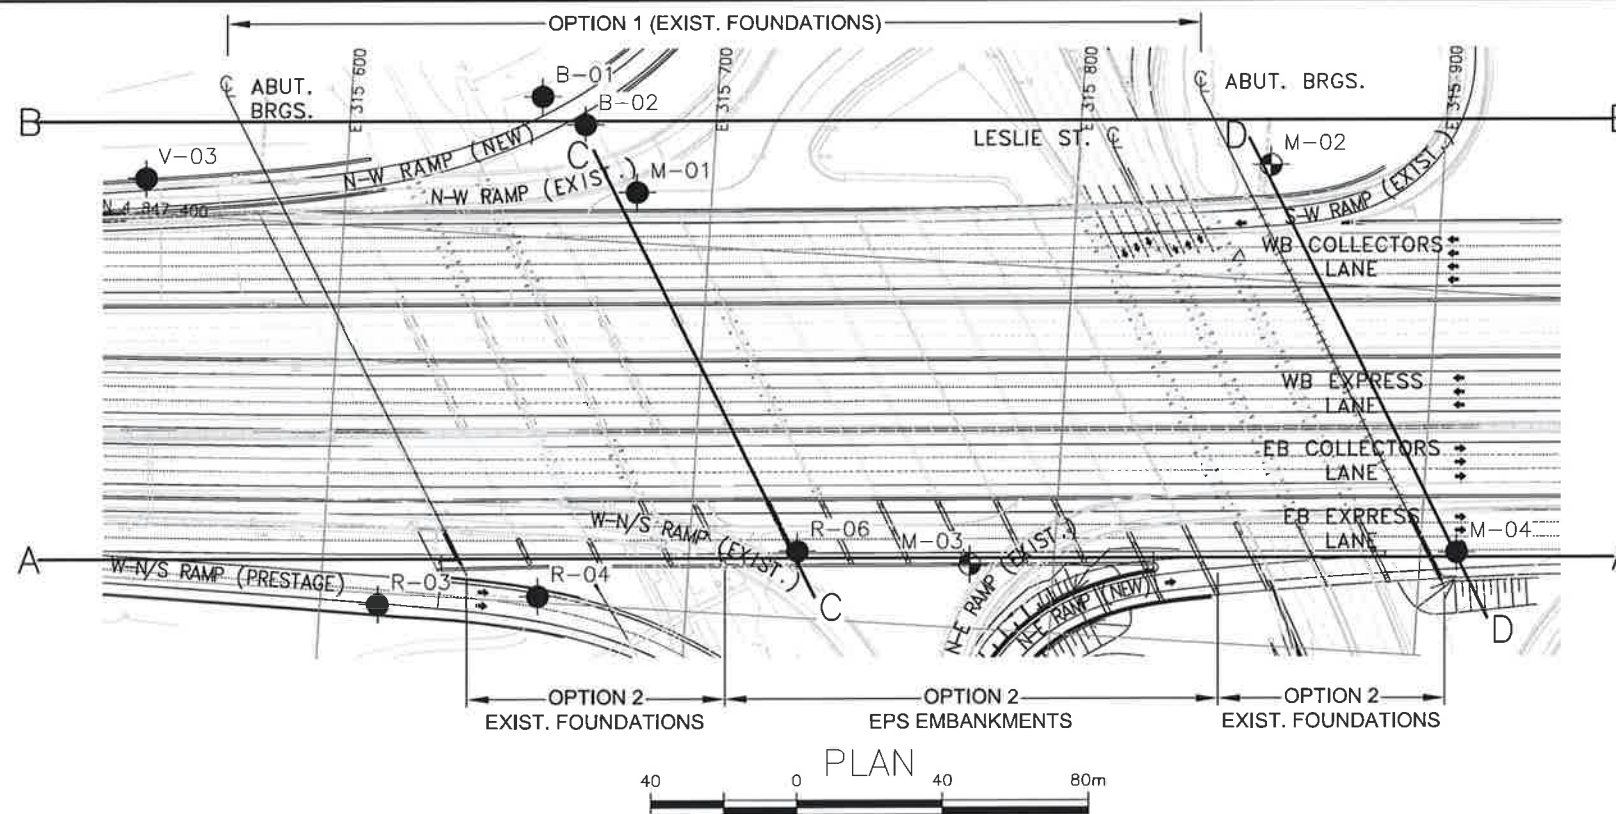 OPTION 1 (EXIST. FOUNDATIONS)
℄ ABUT.
BRGS.
E 315 600
B-01
B-02
E 315 700
E 315 800
℄ ABUT. BRGS.
E 315 900
B
V-03
N-W RAMP (NEW)
C
N-W RAMP (EXIST.)
M-01
LESLIE ST. ℄
D
M-02
N 4 847 400
S-W RAMP (EXIST.)
WB COLLECTORS
LANE
WB EXPRESS
LANE
EB COLLECTORS
LANE
EB EXPRESS
LANE
A
W-N/S RAMP (EXIST.)
R-06
M-03
M-04
W-N/S RAMP (PRESTAGE)
R-03
R-04
N-E RAMP (EXIST.)
N-E RAMP (NEW)
C
D
OPTION 2
EXIST. FOUNDATIONS
OPTION 2
EPS EMBANKMENTS
OPTION 2
EXIST. FOUNDATIONS
PLAN
40 0 40 80m